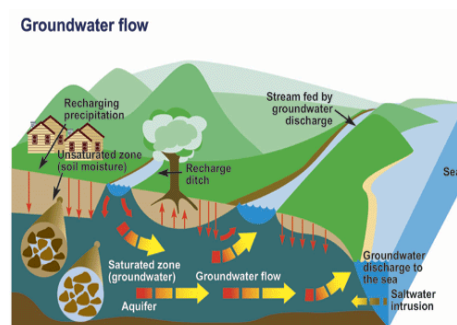 Groundwater flow
Recharging
precipitation
Unsaturated zone
(soil moisture)
Recharge
ditch
Stream fed by
groundwater
discharge
Sea
Saturated zone
(groundwater)
Groundwater flow
Aquifer
Groundwater
discharge to
the sea
Saltwater
intrusion